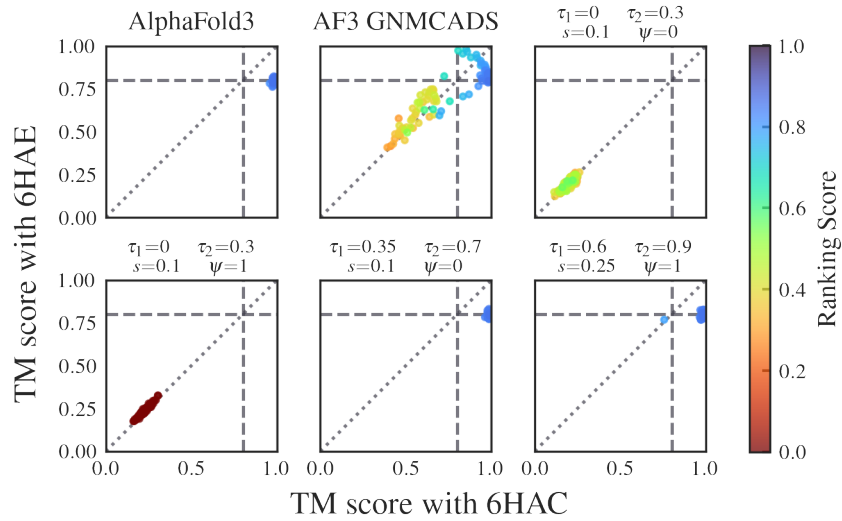 AlphaFold3
AF3 GNMCADS
τ₁=0 τ₂=0.3
s=0.1 ψ=0
1.00
0.75
0.50
0.25
0.00
τ₁=0 τ₂=0.3
s=0.1 ψ=1
τ₁=0.35 τ₂=0.7
s=0.1 ψ=0
τ₁=0.6 τ₂=0.9
s=0.25 ψ=1
1.00
0.75
0.50
0.25
0.00
0.0 0.5 1.0
0.0 0.5 1.0
0.0 0.5 1.0
TM score with 6HAE
TM score with 6HAC
1.0
0.8
0.6
0.4
0.2
0.0
Ranking Score